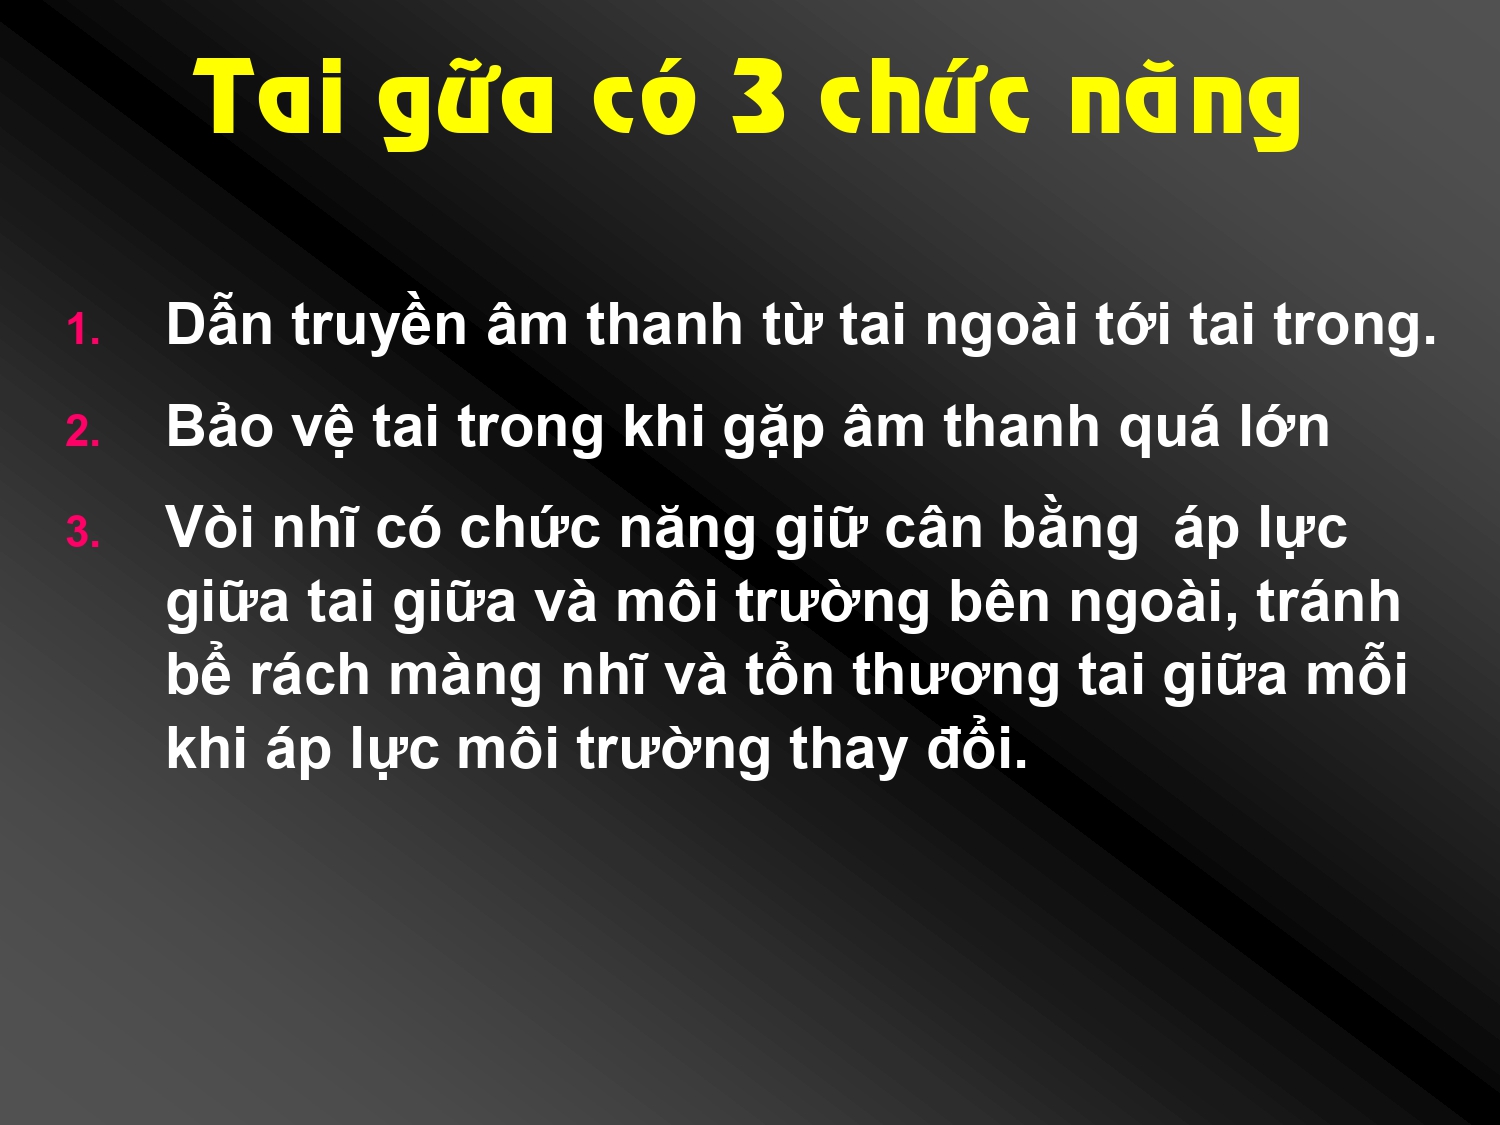 Tai gữa có 3 chức năng
1. Dẫn truyền âm thanh từ tai ngoài tới tai trong.
2. Bảo vệ tai trong khi gặp âm thanh quá lớn
3. Vòi nhĩ có chức năng giữ cân bằng  áp lực
giữa tai giữa và môi trường bên ngoài, tránh
bể rách màng nhĩ và tổn thương tai giữa mỗi
khi áp lực môi trường thay đổi.